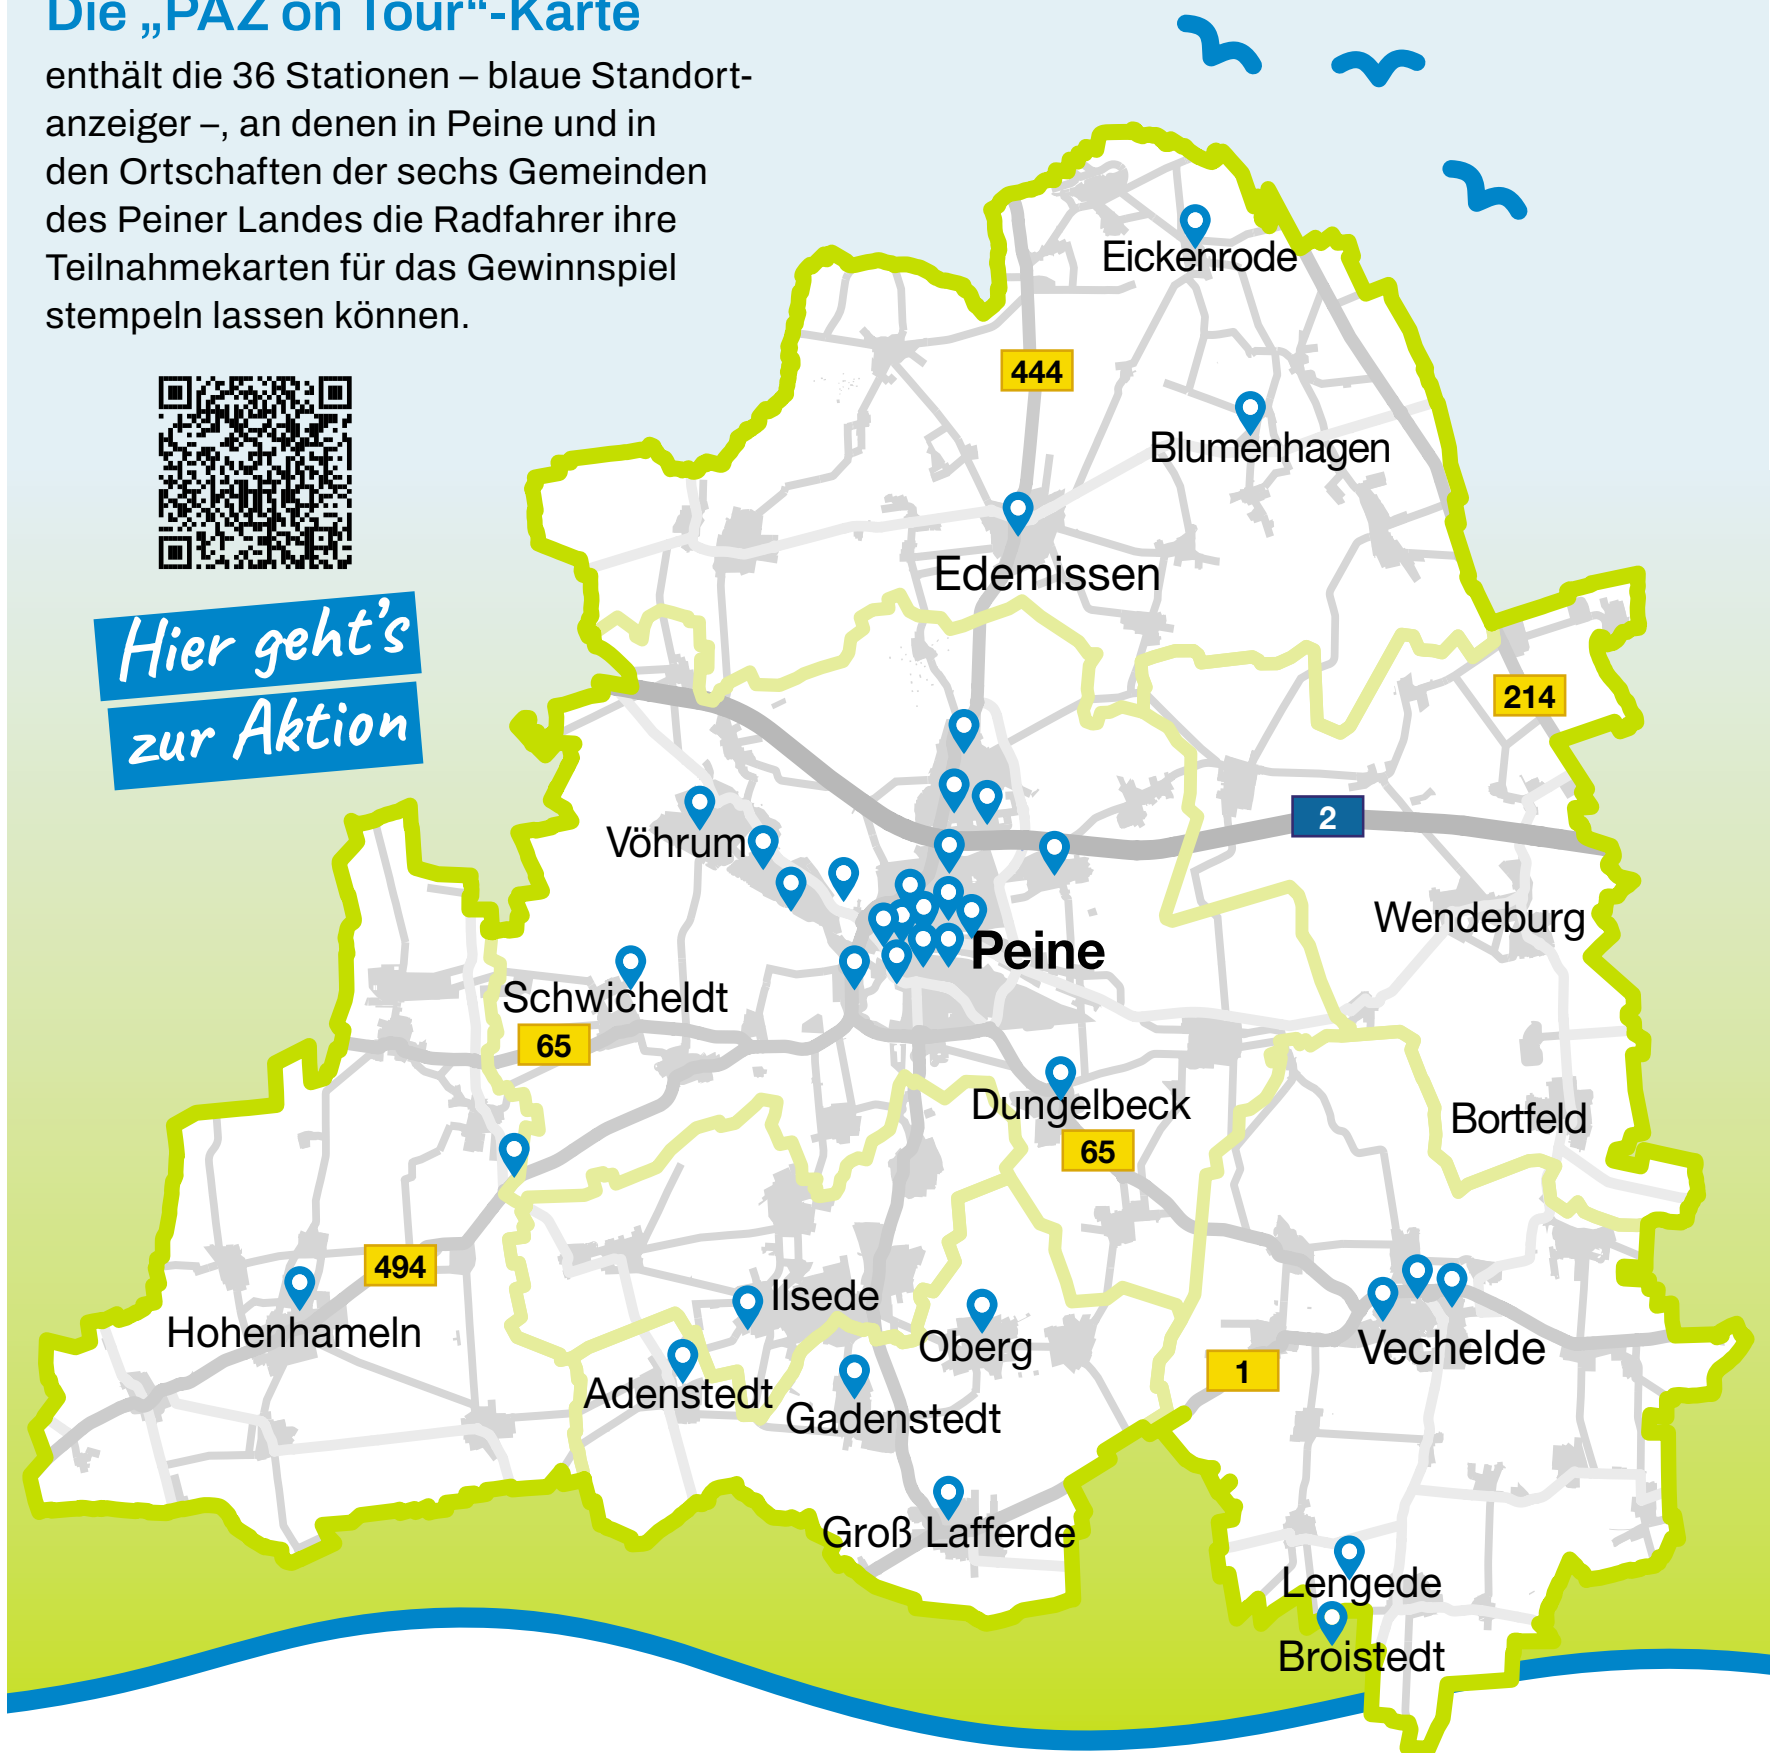 Die „PAZ on Tour“-Karte
enthält die 36 Stationen – blaue Standort-
anzeiger –, an denen in Peine und in
den Ortschaften der sechs Gemeinden
des Peiner Landes die Radfahrer ihre
Teilnahmekarten für das Gewinnspiel
stempeln lassen können.
Hier geht's
zur Aktion
Eickenrode
444
Blumenhagen
Edemissen
214
2
Vöhrum
Wendeburg
Peine
Schwicheldt
65
Dungelbeck
Bortfeld
65
494
Ilsede
Hohenhameln
Oberg
Vechelde
1
Adenstedt
Gadenstedt
Groß Lafferde
Lengede
Broistedt